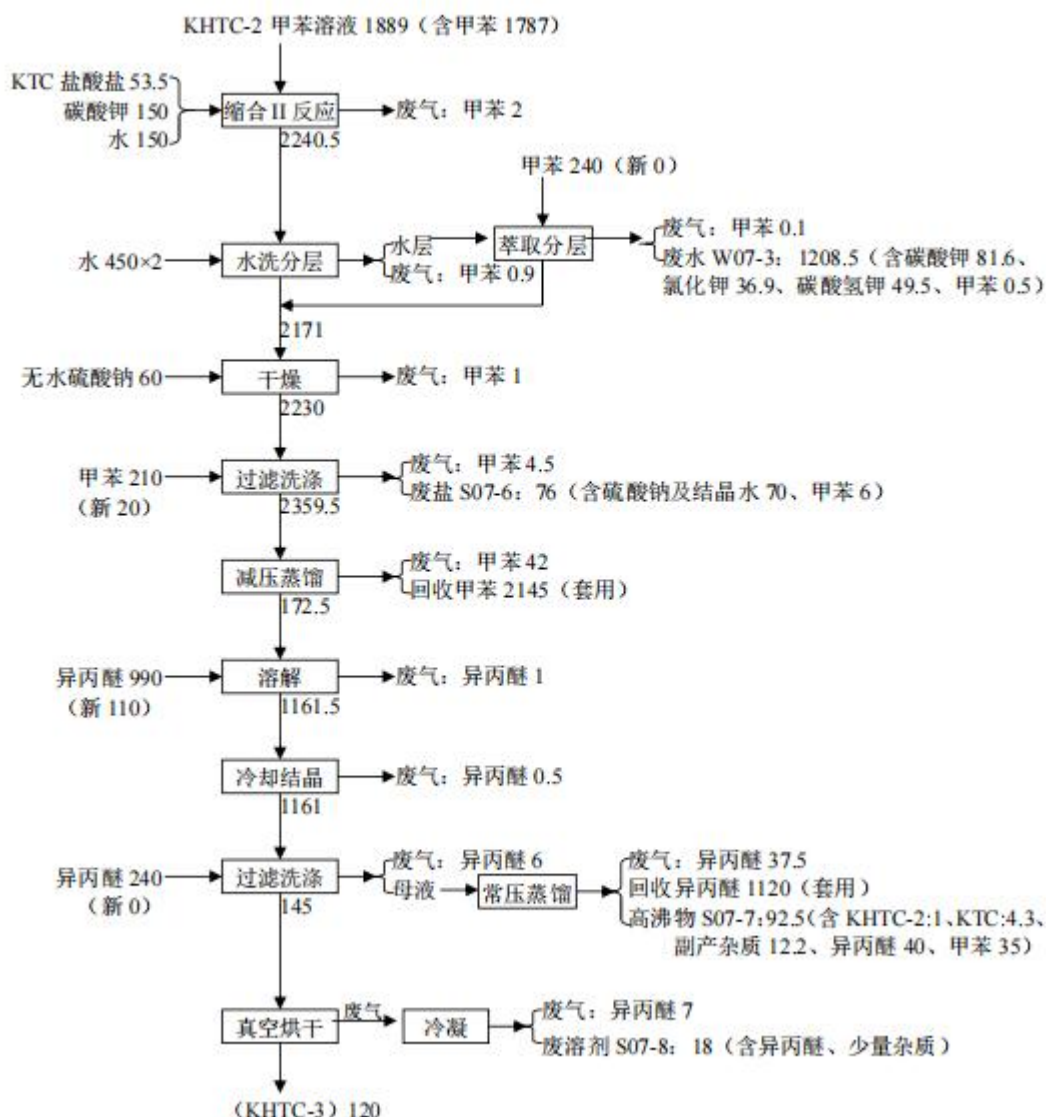 KHTC-2 甲苯溶液 1889（含甲苯 1787）
KTC 盐酸盐 53.5
碳酸钾 150
水 150
缩合 II 反应
废气：甲苯 2
2240.5
甲苯 240（新 0）
水 450×2
水洗分层
水层
废气：甲苯 0.9
萃取分层
废气：甲苯 0.1
废水 W07-3：1208.5（含碳酸钾 81.6、
氯化钾 36.9、碳酸氢钾 49.5、甲苯 0.5）
2171
无水硫酸钠 60
干燥
废气：甲苯 1
2230
甲苯 210
（新 20）
过滤洗涤
废气：甲苯 4.5
废盐 S07-6：76（含硫酸钠及结晶水 70、甲苯 6）
2359.5
减压蒸馏
废气：甲苯 42
回收甲苯 2145（套用）
172.5
异丙醚 990
（新 110）
溶解
废气：异丙醚 1
1161.5
冷却结晶
废气：异丙醚 0.5
1161
异丙醚 240
（新 0）
过滤洗涤
废气：异丙醚 6
母液
常压蒸馏
废气：异丙醚 37.5
回收异丙醚 1120（套用）
高沸物 S07-7:92.5(含 KHTC-2:1、KTC:4.3、
副产杂质 12.2、异丙醚 40、甲苯 35）
145
真空烘干
废气
冷凝
废气：异丙醚 7
废溶剂 S07-8：18（含异丙醚、少量杂质）
（KHTC-3）120